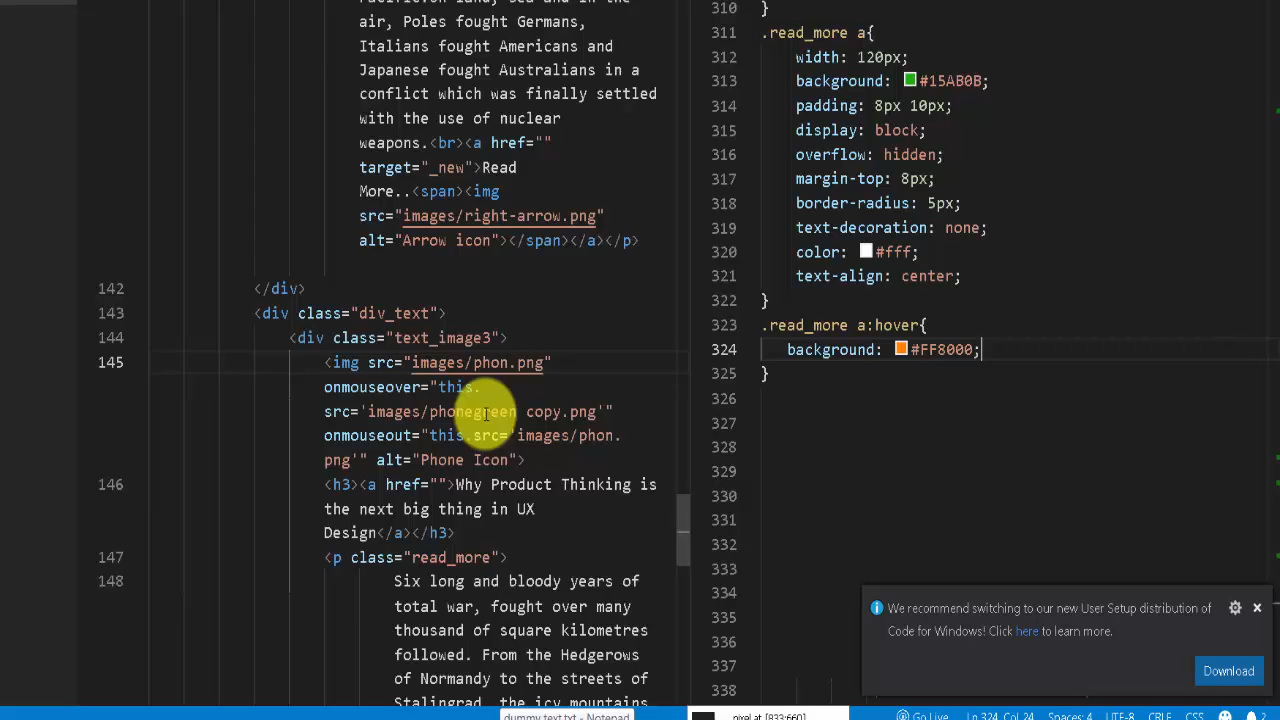 Pacific.on land, sea and in the
air, Poles fought Germans,
Italians fought Americans and
Japanese fought Australians in a
conflict which was finally settled
with the use of nuclear
weapons.<br><a href=""
target="_new">Read
More..<span><img
src="images/right-arrow.png"
alt="Arrow icon"></span></a></p>
142 </div>
143 <div class="div_text">
144 <div class="text_image3">
145 <img src="images/phon.png"
onmouseover="this.
src='images/phonegreen copy.png'"
onmouseout="this.src='images/phon.
png'" alt="Phone Icon">
146 <h3><a href="">Why Product Thinking is
the next big thing in UX
Design</a></h3>
147 <p class="read_more">
148 Six long and bloody years of
total war, fought over many
thousand of square kilometres
followed. From the Hedgerows
of Normandy to the streets of
Stalingrad, the icy mountains
310 }
311 .read_more a{
312 width: 120px;
313 background: #15AB0B;
314 padding: 8px 10px;
315 display: block;
316 overflow: hidden;
317 margin-top: 8px;
318 border-radius: 5px;
319 text-decoration: none;
320 color: #fff;
321 text-align: center;
322 }
323 .read_more a:hover{
324 background: #FF8000;
325 }
326
327
328
329
330
331
332
333
334
335
336
337
338
We recommend switching to our new User Setup distribution of
Code for Windows! Click here to learn more.
Download
dummy text.txt - Notepad
pixel at [833:660]
Go Live Ln 324, Col 24 Spaces: 4 UTF-8 CRLF CSS 2